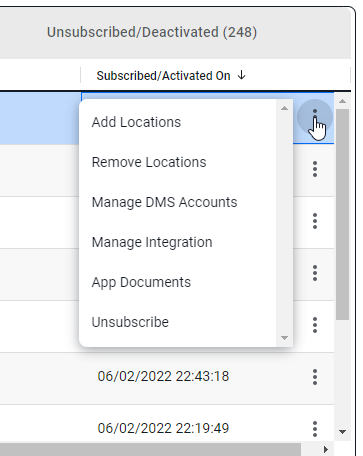 Unsubscribed/Deactivated (248)
Subscribed/Activated On
Add Locations
Remove Locations
Manage DMS Accounts
Manage Integration
App Documents
Unsubscribe
06/02/2022 22:43:18
06/02/2022 22:19:49